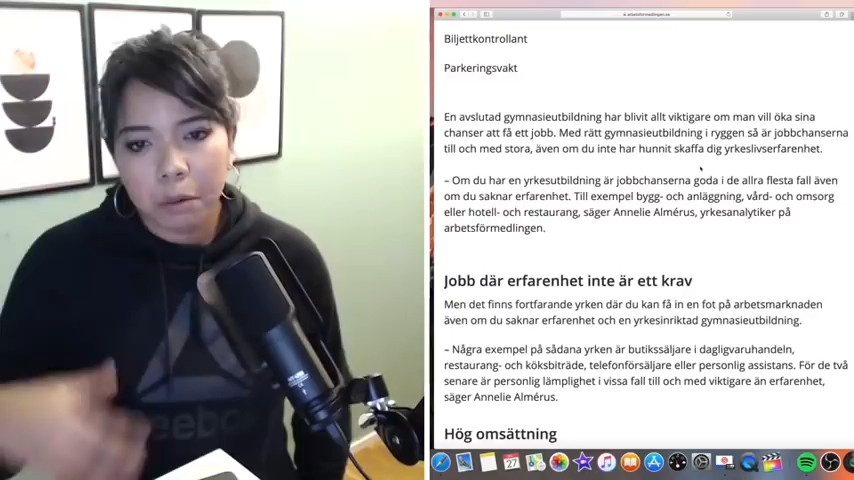 Biljettkontrollant
Parkeringsvakt
En avslutad gymnasieutbildning har blivit allt viktigare om man vill öka sina
chanser att få ett jobb. Med rätt gymnasieutbildning i ryggen så är jobbchanserna
till och med stora, även om du inte har hunnit skaffa dig yrkeslivserfarenhet.
– Om du har en yrkesutbildning är jobbchanserna goda i de allra flesta fall även
om du saknar erfarenhet. Till exempel bygg- och anläggning, vård- och omsorg
eller hotell- och restaurang, säger Annelie Almérus, yrkesanalytiker på
arbetsförmedlingen.
Jobb där erfarenhet inte är ett krav
Men det finns fortfarande yrken där du kan få in en fot på arbetsmarknaden
även om du saknar erfarenhet och en yrkesinriktad gymnasieutbildning.
– Några exempel på sådana yrken är butikssäljare i dagligvaruhandeln,
restaurang- och köksbiträde, telefonförsäljare eller personlig assistans. För de två
senare är personlig lämplighet i vissa fall till och med viktigare än erfarenhet,
säger Annelie Almérus.
Hög omsättning
Reebok
27